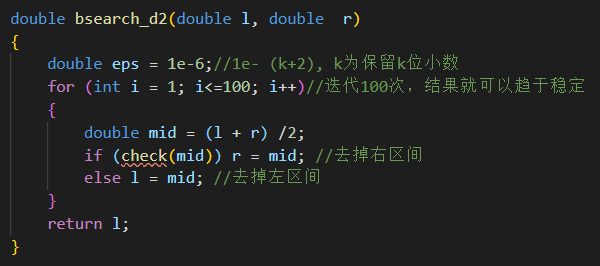 double bsearch_d2(double l, double  r)
{
    double eps = 1e-6;//1e- (k+2), k为保留k位小数
    for (int i = 1; i<=100; i++)//迭代100次, 结果就可以趋于稳定
    {
        double mid = (l + r) /2;
        if (check(mid)) r = mid; //去掉右区间
        else l = mid; //去掉左区间
    }
    return l;
}